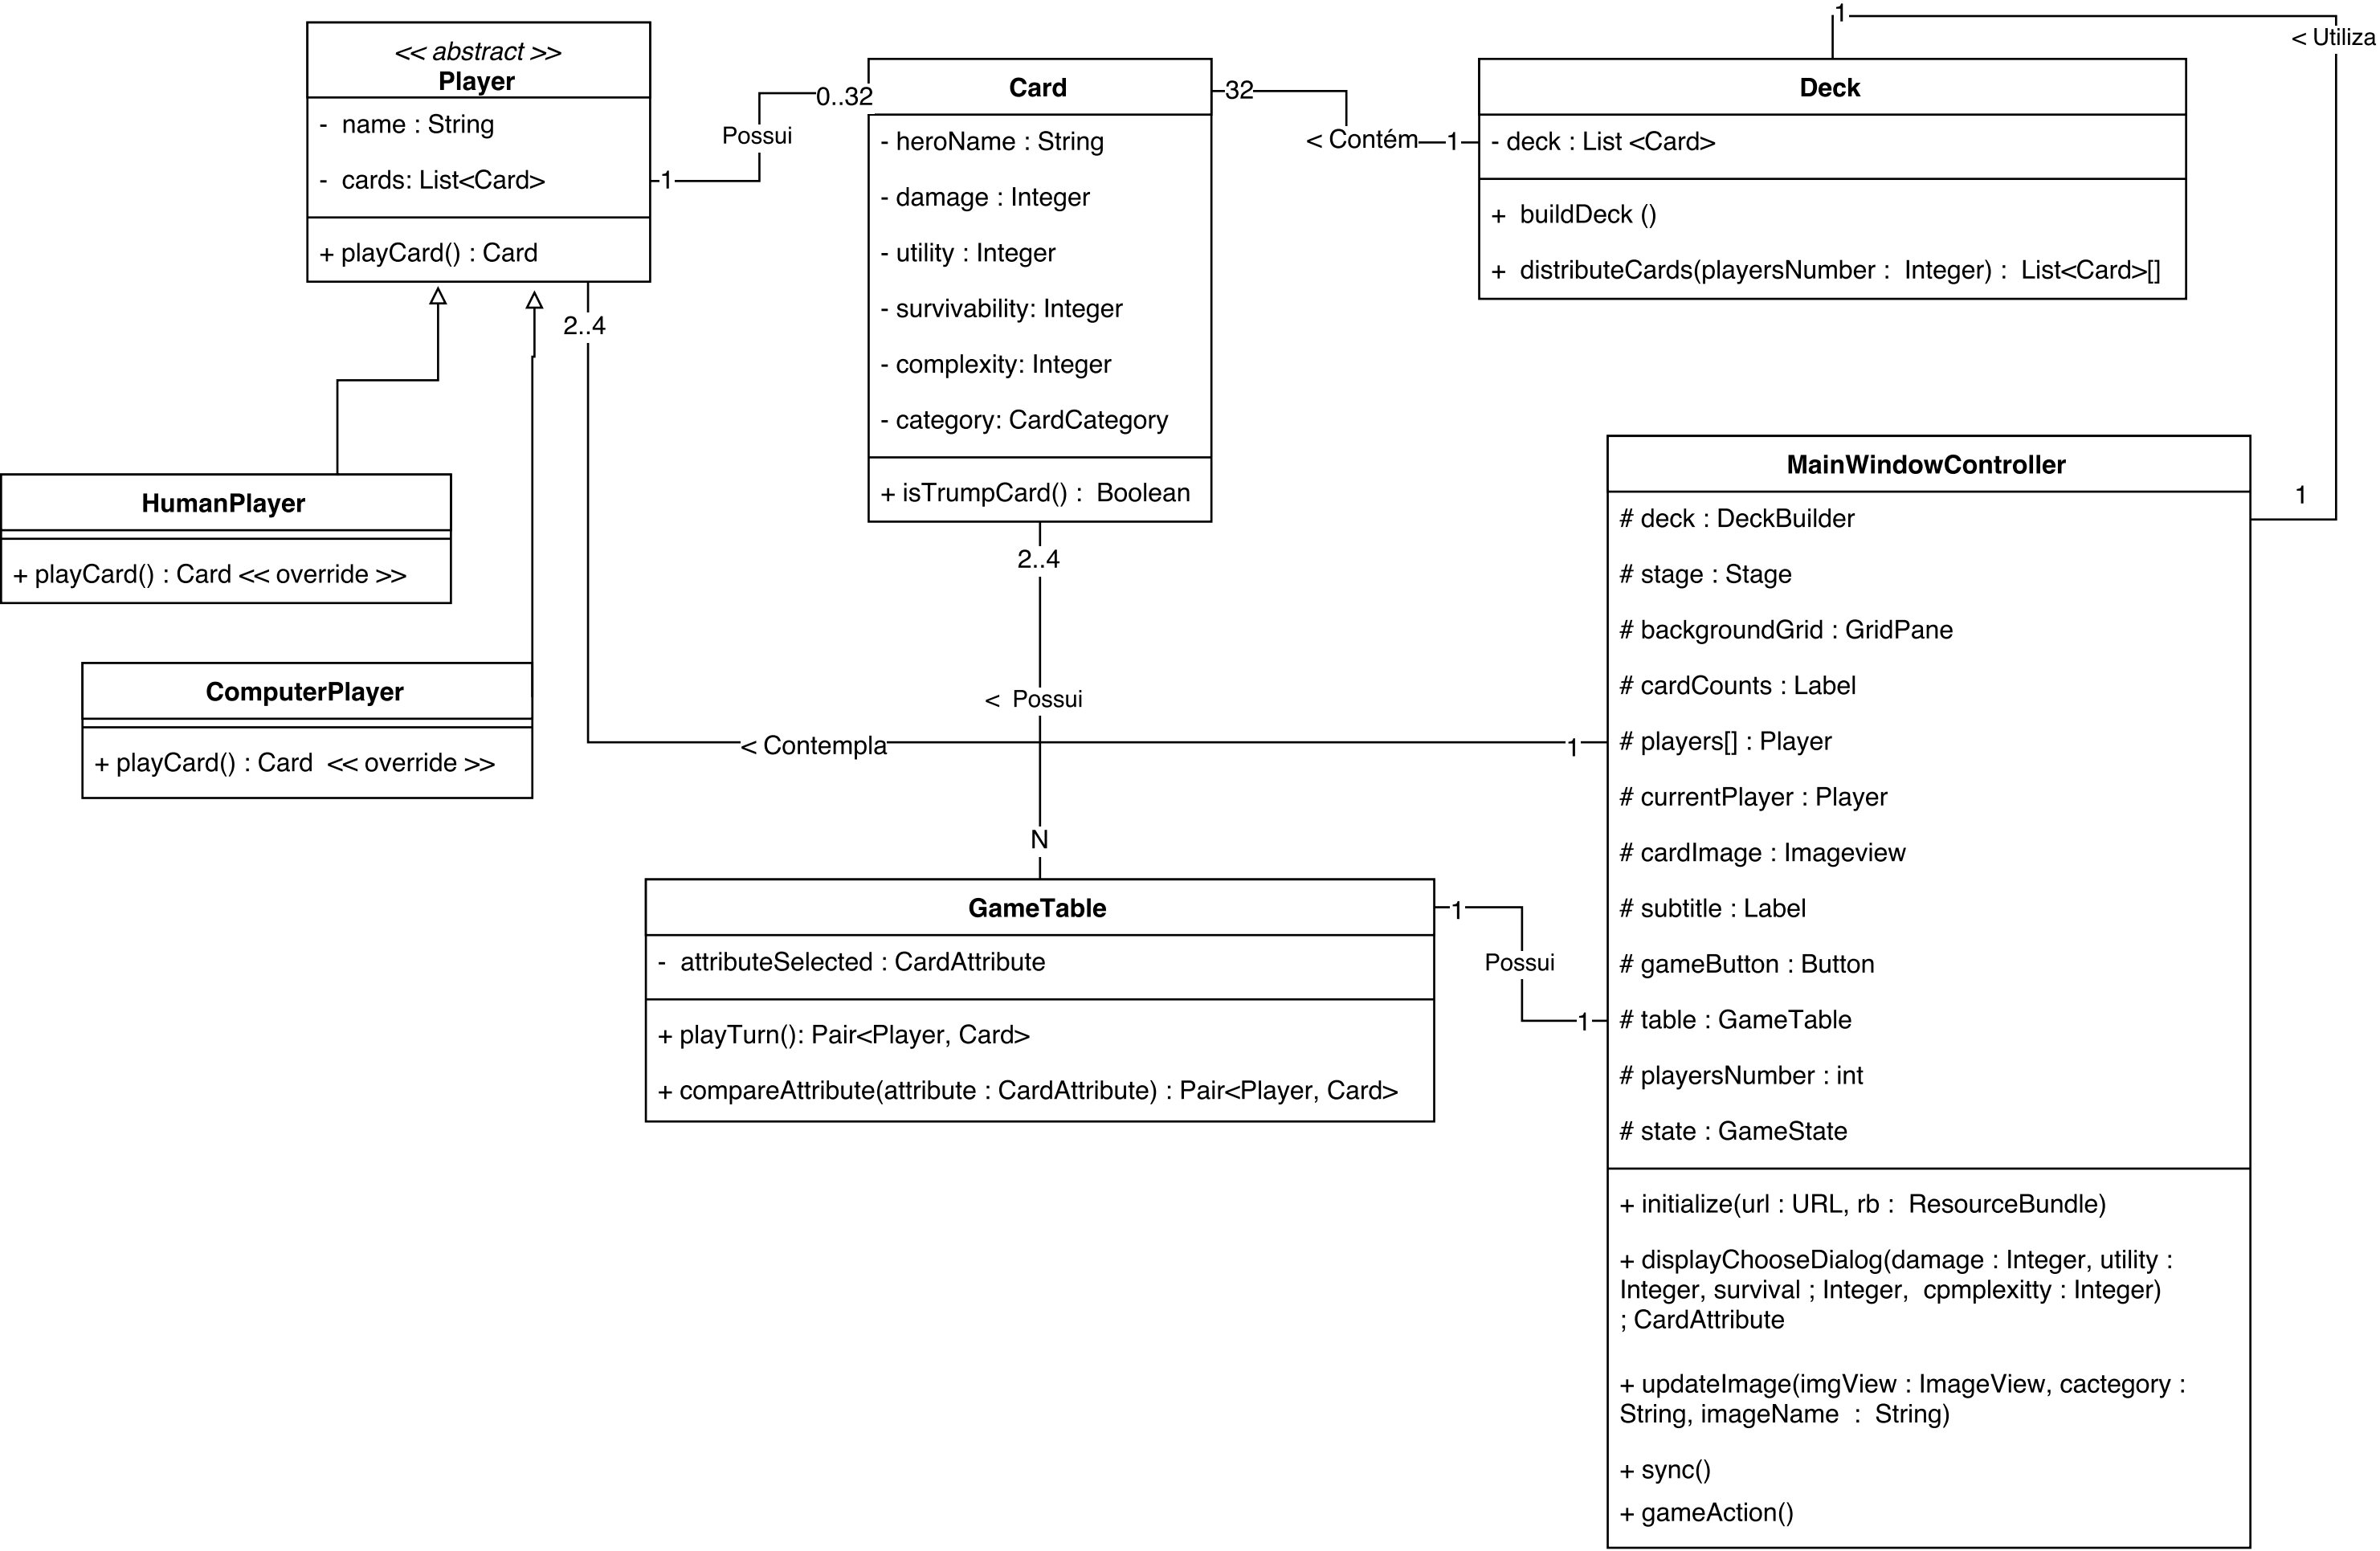 << abstract >>
Player
- name : String
- cards: List<Card>
+ playCard() : Card
1
Possui
0..32
2..4
Card
- heroName : String
- damage : Integer
- utility : Integer
- survivability: Integer
- complexity: Integer
- category: CardCategory
+ isTrumpCard() : Boolean
32
< Contém
1
Deck
- deck : List <Card>
+ buildDeck ()
+ distributeCards(playersNumber : Integer) : List<Card>[]
1
< Utiliza
1
HumanPlayer
+ playCard() : Card << override >>
ComputerPlayer
+ playCard() : Card << override >>
2..4
< Possui
N
< Contempla
1
GameTable
- attributeSelected : CardAttribute
+ playTurn(): Pair<Player, Card>
+ compareAttribute(attribute : CardAttribute) : Pair<Player, Card>
1
Possui
1
MainWindowController
# deck : DeckBuilder
# stage : Stage
# backgroundGrid : GridPane
# cardCounts : Label
# players[] : Player
# currentPlayer : Player
# cardImage : Imageview
# subtitle : Label
# gameButton : Button
# table : GameTable
# playersNumber : int
# state : GameState
+ initialize(url : URL, rb : ResourceBundle)
+ displayChooseDialog(damage : Integer, utility :
Integer, survival ; Integer, cpmplexitty : Integer)
; CardAttribute
+ updateImage(imgView : ImageView, cactegory :
String, imageName : String)
+ sync()
+ gameAction()